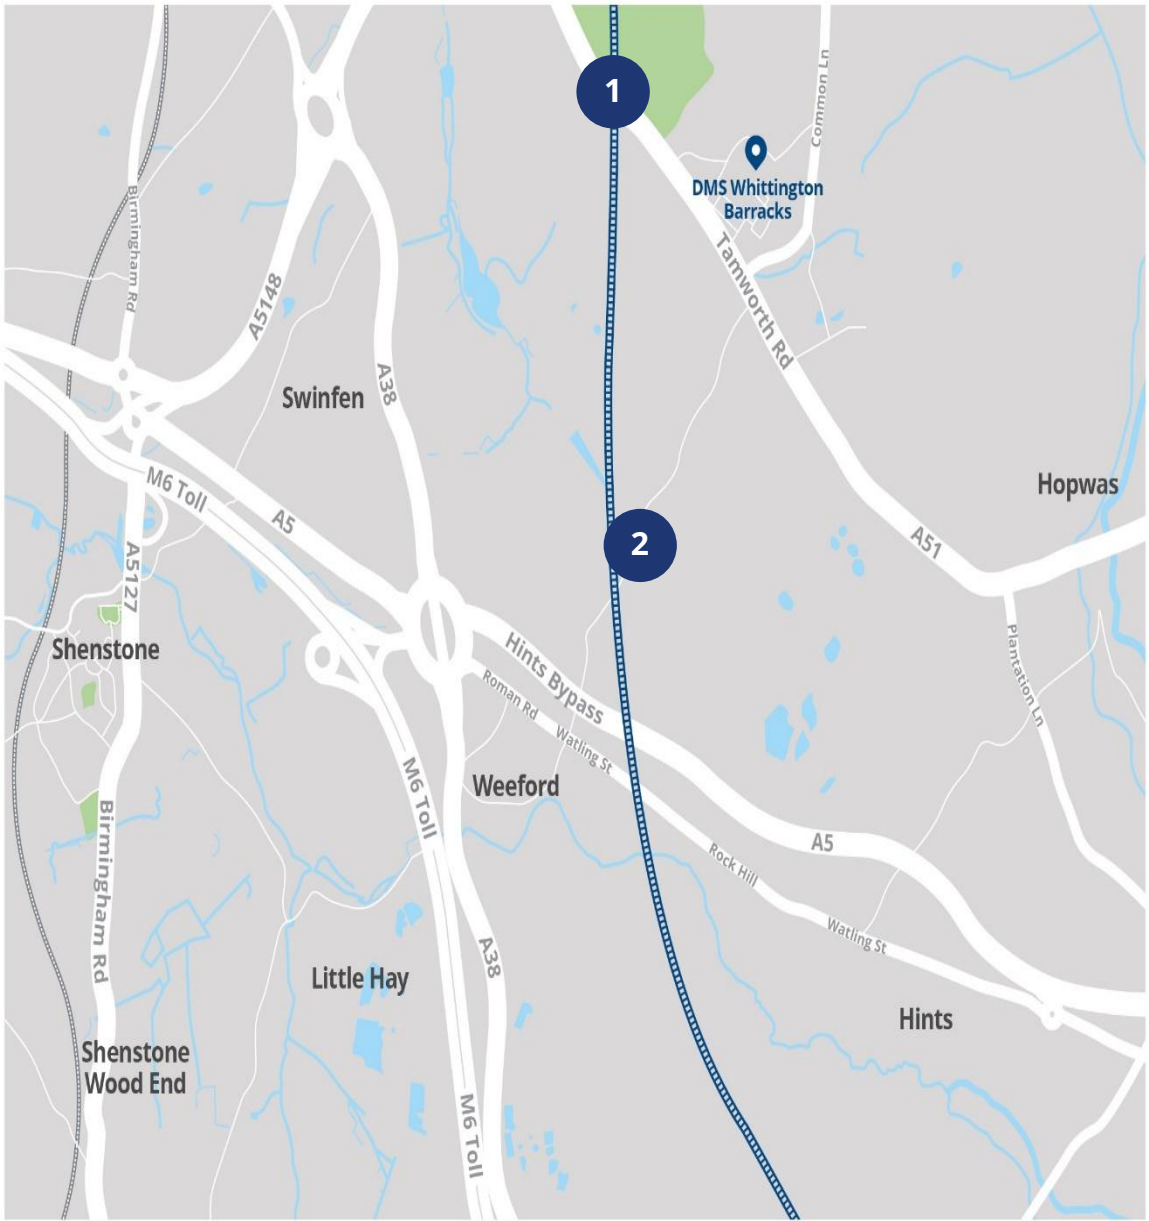 1
Common Ln
DMS Whittington
Barracks
Birmingham Rd
Tamworth Rd
A5148
A38
Swinfen
M6 Toll
A5
Hopwas
A51
2
A5127
Shenstone
Hints Bypass
Plantation Ln
Roman Rd
Watling St
M6 Toll
Weeford
Birmingham Rd
A5
Rock Hill
Watling St
A38
Little Hay
Hints
Shenstone
Wood End
M6 Toll